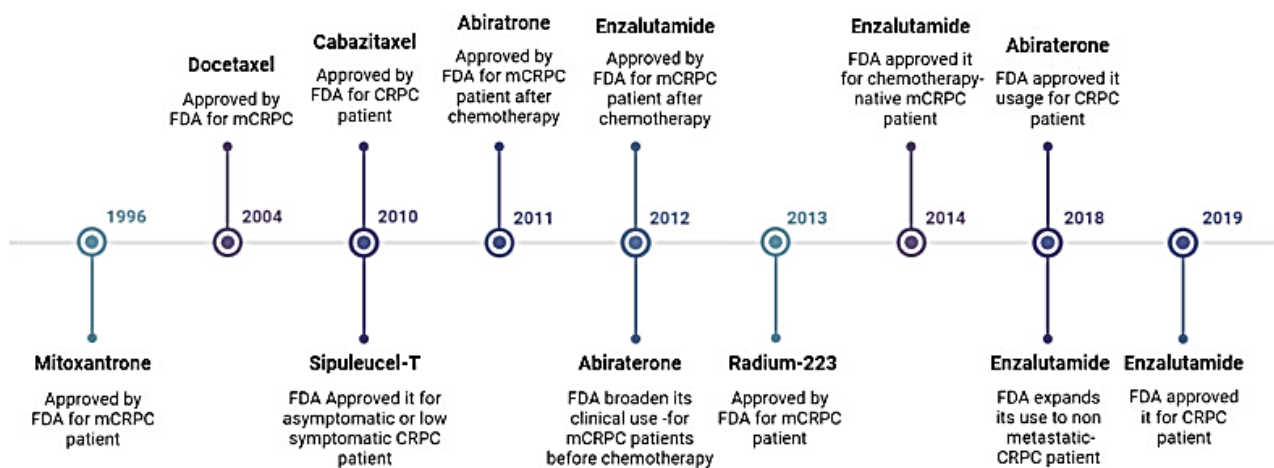 Docetaxel
Approved by
FDA for mCRPC
Cabazitaxel
Approved by
FDA for CRPC
patient
Abiratrone
Approved by
FDA for mCRPC
patient after
chemotherapy
Enzalutamide
Approved by
FDA for mCRPC
patient after
chemotherapy
Enzalutamide
FDA approved it
for chemotherapy-
native mCRPC
patient
Abiraterone
FDA approved it
usage for CRPC
patient
1996
2004
2010
2011
2012
2013
2014
2018
2019
Mitoxantrone
Approved by
FDA for mCRPC
patient
Sipuleucel-T
FDA Approved it for
asymptomatic or low
symptomatic CRPC
patient
Abiraterone
FDA broaden its
clinical use -for
mCRPC patients
before chemotherapy
Radium-223
Approved by
FDA for mCRPC
patient
Enzalutamide
FDA expands
its use to non
metastatic-
CRPC patient
Enzalutamide
FDA approved
it for CRPC
patient